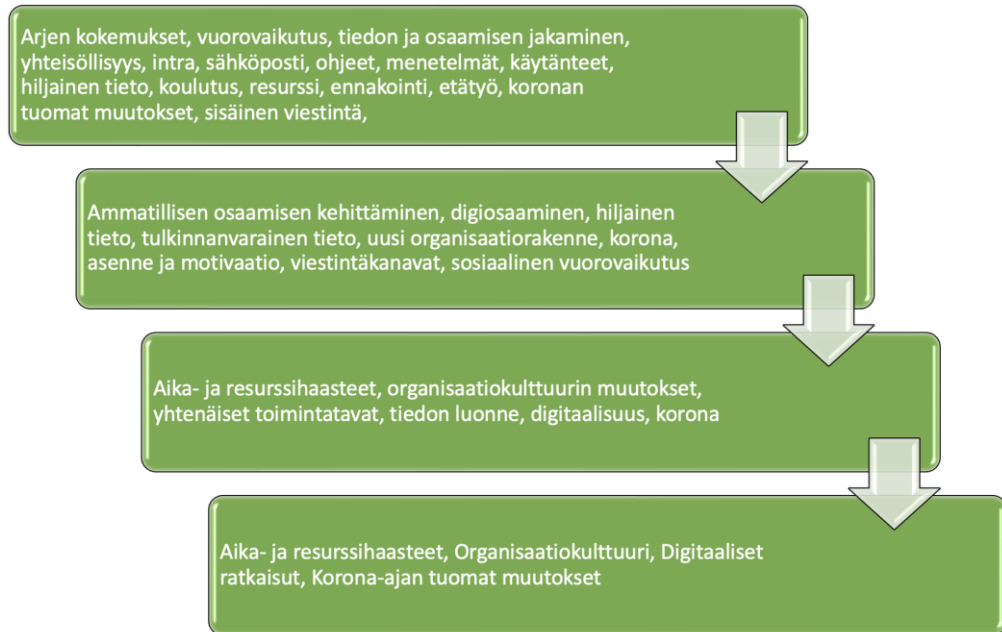 Arjen kokemukset, vuorovaikutus, tiedon ja osaamisen jakaminen,
yhteisöllisyys, intra, sähköposti, ohjeet, menetelmät, käytänteet,
hiljainen tieto, koulutus, resurssi, ennakointi, etätyö, koronan
tuomat muutokset, sisäinen viestintä,
Ammatillisen osaamisen kehittäminen, digiosaaminen, hiljainen
tieto, tulkinnanvarainen tieto, uusi organisaatiorakenne, korona,
asenne ja motivaatio, viestintäkanavat, sosiaalinen vuorovaikutus
Aika- ja resurssihaasteet, organisaatiokulttuurin muutokset,
yhtenäiset toimintatavat, tiedon luonne, digitaalisuus, korona
Aika- ja resurssihaasteet, Organisaatiokulttuuri, Digitaaliset
ratkaisut, Korona-ajan tuomat muutokset